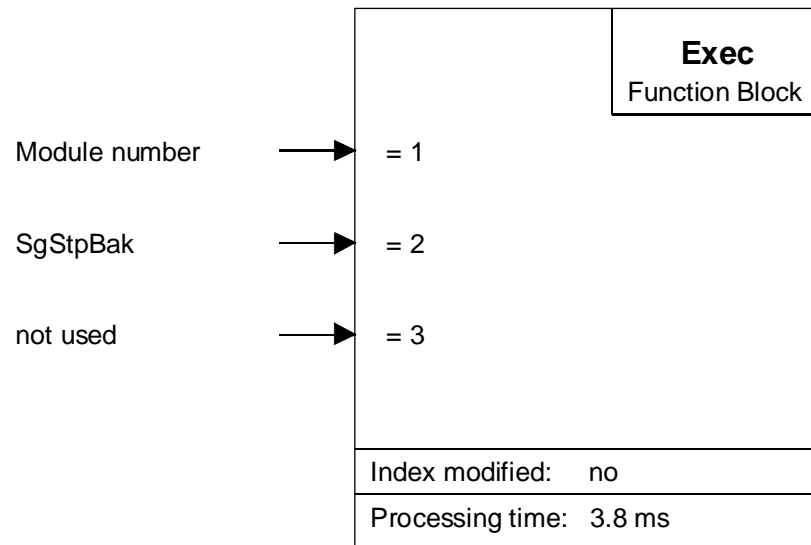 Exec
Function Block
Module number = 1
SgStpBak = 2
not used = 3
Index modified: no
Processing time: 3.8 ms